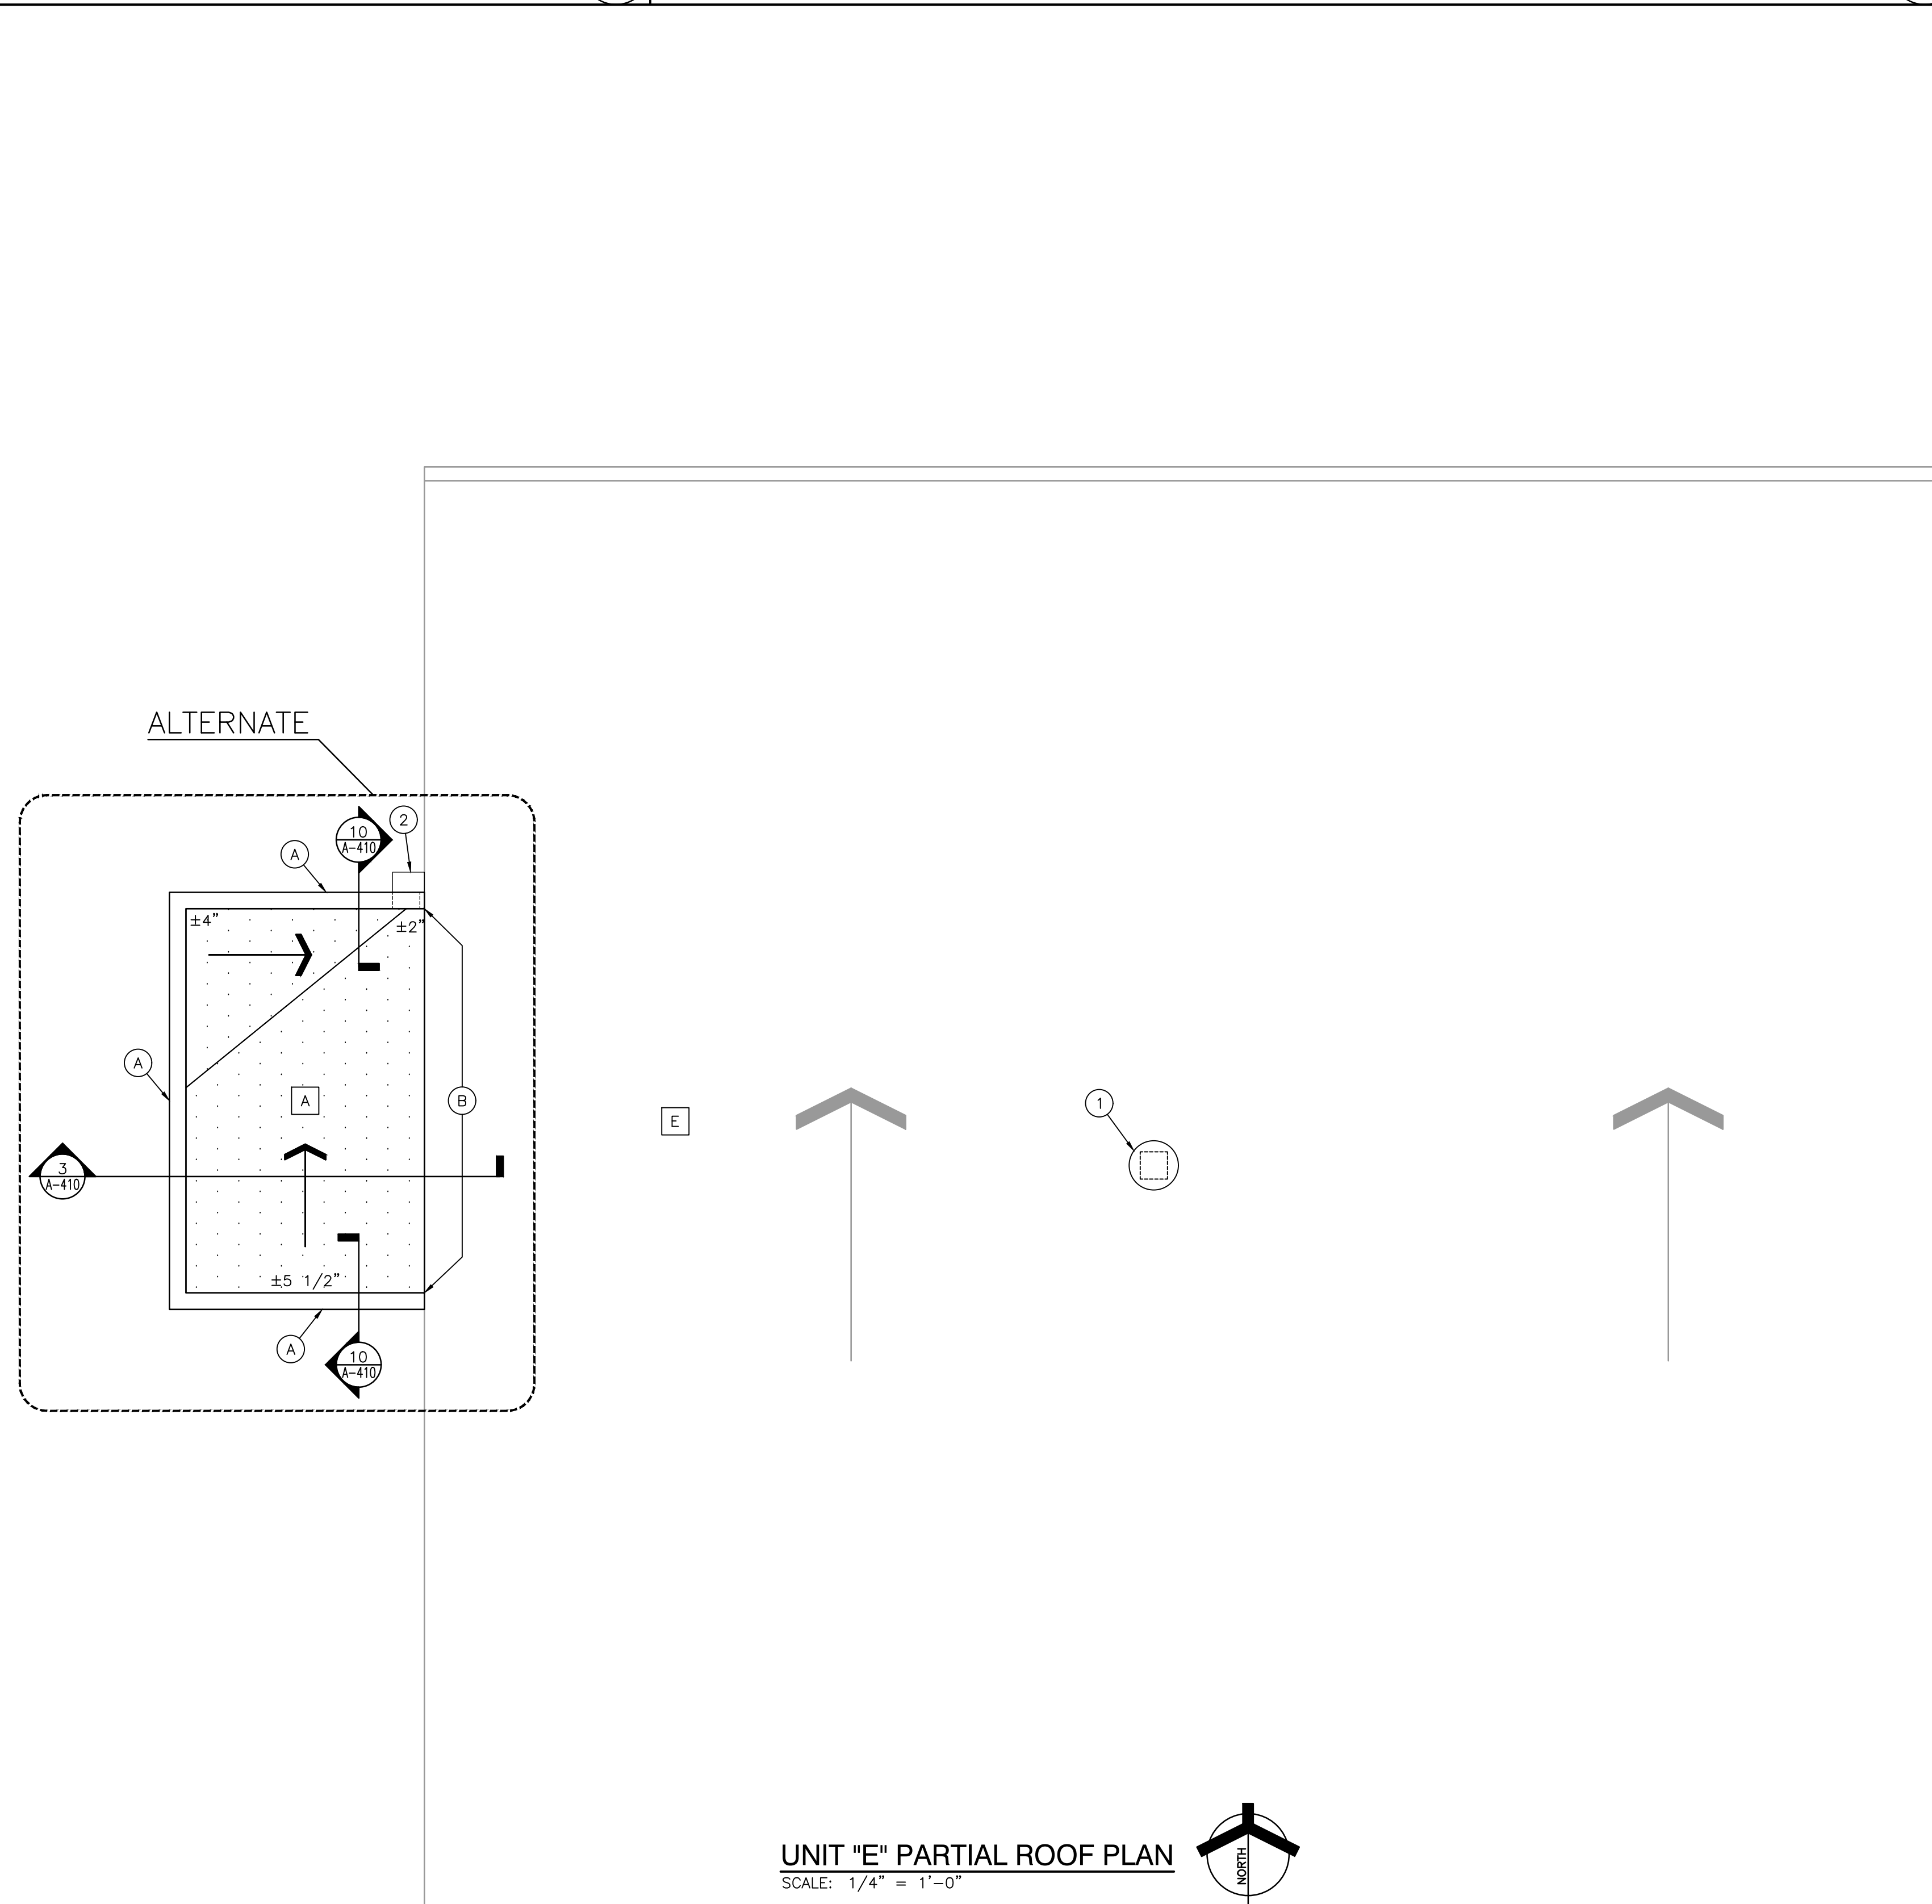 ALTERNATE
2
10
A-410
A
±4"
±2"
A
A
B
E
1
3
A-410
±5 1/2"
A
10
A-410
UNIT "E" PARTIAL ROOF PLAN
SCALE: 1/4" = 1'-0"
NORTH